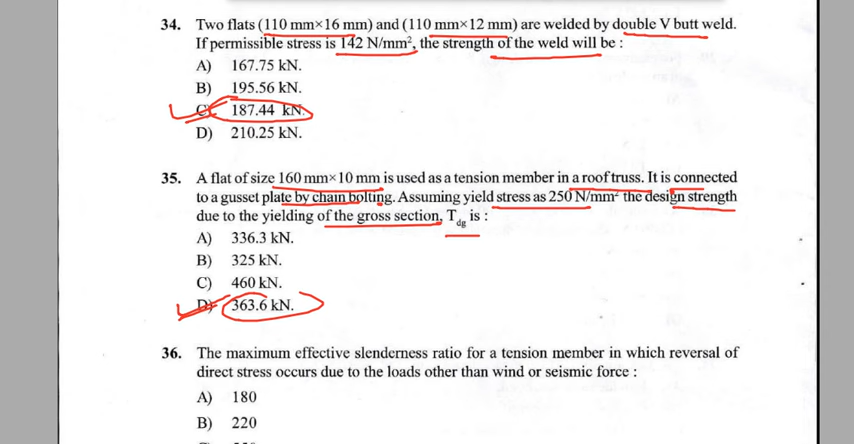 34. Two flats (110 mm×16 mm) and (110 mm×12 mm) are welded by double V butt weld.
If permissible stress is 142 N/mm², the strength of the weld will be :
A) 167.75 kN.
B) 195.56 kN.
C) 187.44 kN.
D) 210.25 kN.
35. A flat of size 160 mm×10 mm is used as a tension member in a roof truss. It is connected
to a gusset plate by chain bolting. Assuming yield stress as 250 N/mm² the design strength
due to the yielding of the gross section, Tdg is :
A) 336.3 kN.
B) 325 kN.
C) 460 kN.
D) 363.6 kN.
36. The maximum effective slenderness ratio for a tension member in which reversal of
direct stress occurs due to the loads other than wind or seismic force :
A) 180
B) 220